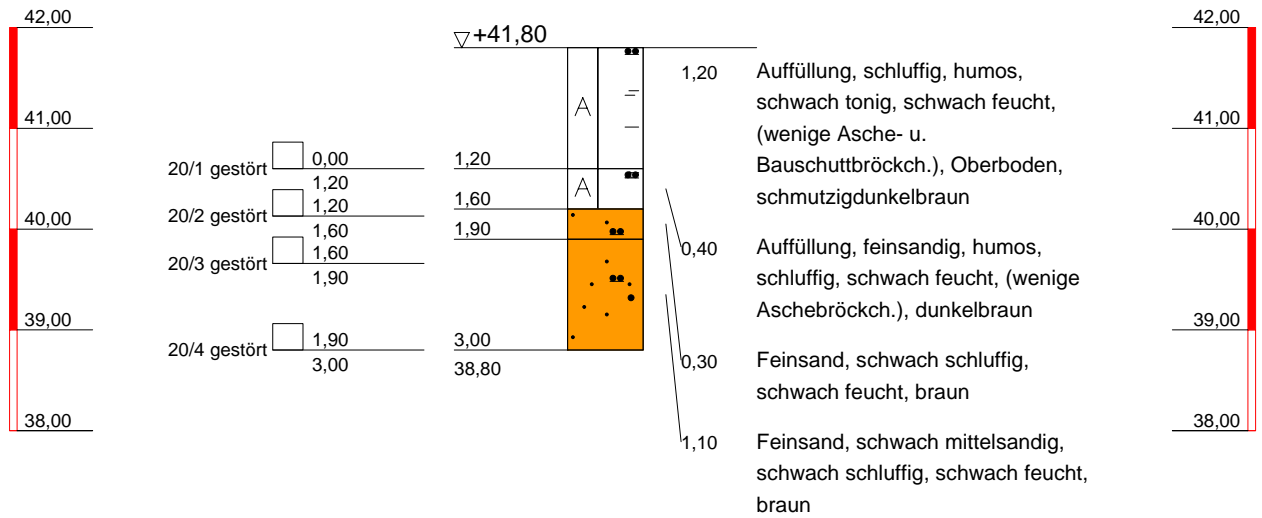 42,00
41,00
40,00
39,00
38,00
20/1 gestört
0,00
1,20
20/2 gestört
1,20
1,60
20/3 gestört
1,60
1,90
20/4 gestört
1,90
3,00
+41,80
1,20
1,60
1,90
3,00
38,80
A
A
1,20
Auffüllung, schluffig, humos,
schwach tonig, schwach feucht,
(wenige Asche- u.
Bauschuttbröckch.), Oberboden,
schmutzigdunkelbraun
0,40
Auffüllung, feinsandig, humos,
schluffig, schwach feucht, (wenige
Aschebröckch.), dunkelbraun
0,30
Feinsand, schwach schluffig,
schwach feucht, braun
1,10
Feinsand, schwach mittelsandig,
schwach schluffig, schwach feucht,
braun
42,00
41,00
40,00
39,00
38,00